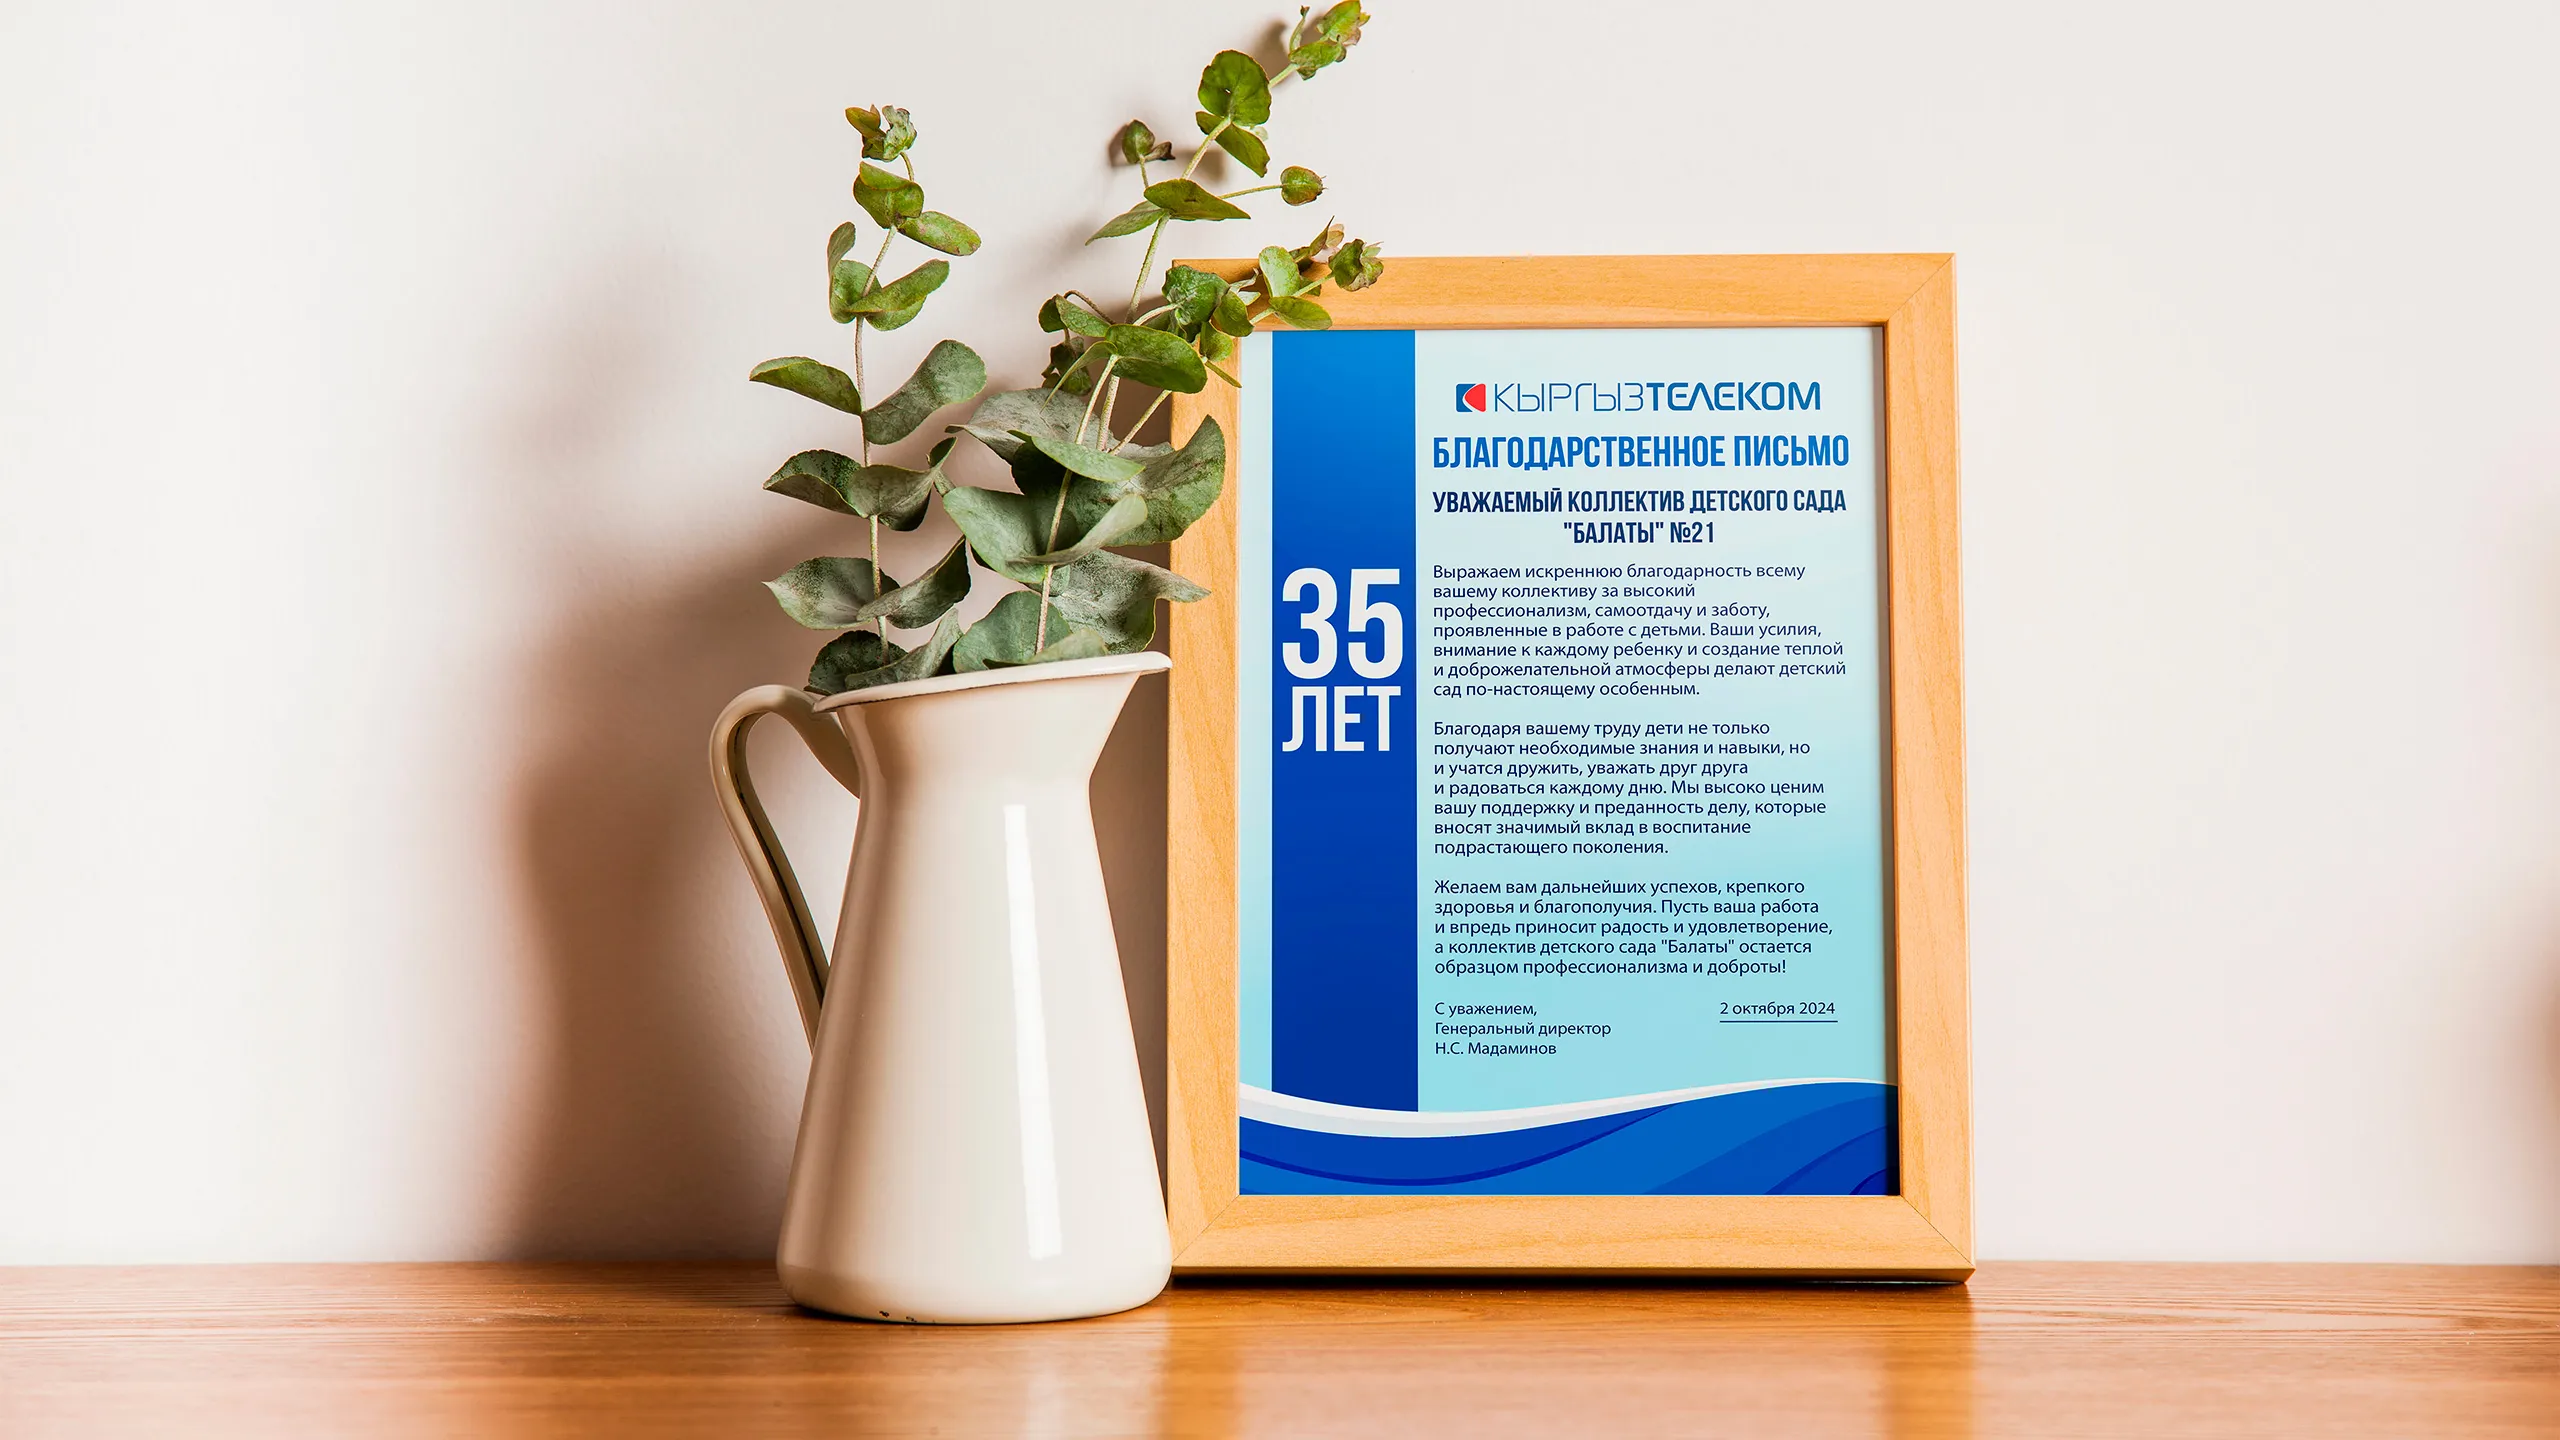 КЫРГЫЗТЕЛЕКОМ
БЛАГОДАРСТВЕННОЕ ПИСЬМО
УВАЖАЕМЫЙ КОЛЛЕКТИВ ДЕТСКОГО САДА
"БАЛАТЫ" №21
35
ЛЕТ
Выражаем искреннюю благодарность всему
вашему коллективу за высокий
профессионализм, самоотдачу и заботу,
проявленные в работе с детьми. Ваши усилия,
внимание к каждому ребенку и создание теплой
и доброжелательной атмосферы делают детский
сад по-настоящему особенным.
Благодаря вашему труду дети не только
получают необходимые знания и навыки, но
и учатся дружить, уважать друг друга
и радоваться каждому дню. Мы высоко ценим
вашу поддержку и преданность делу, которые
вносят значимый вклад в воспитание
подрастающего поколения.
Желаем вам дальнейших успехов, крепкого
здоровья и благополучия. Пусть ваша работа
и впредь приносит радость и удовлетворение,
а коллектив детского сада "Балаты" остается
образцом профессионализма и доброты!
С уважением,
Генеральный директор
Н.С. Мадаминов
2 октября 2024